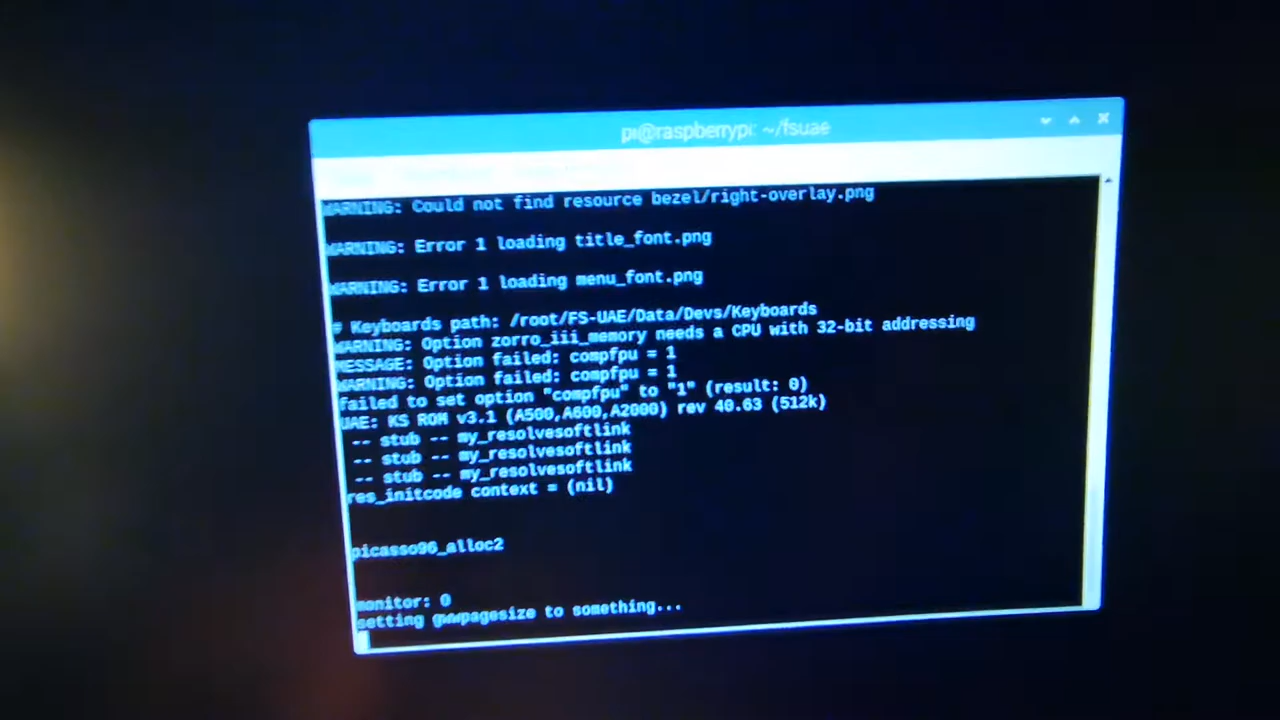 pi@raspberrypi: ~/fsuae
WARNING: Could not find resource bezel/right-overlay.png
WARNING: Error 1 loading title_font.png
WARNING: Error 1 loading menu_font.png
# Keyboards path: /root/FS-UAE/Data/Devs/Keyboards
WARNING: Option zorro_iii_memory needs a CPU with 32-bit addressing
MESSAGE: Option failed: compfpu = 1
WARNING: Option failed: compfpu = 1
failed to set option "compfpu" to "1" (result: 0)
UAE: KS ROM v3.1 (A500,A600,A2000) rev 40.63 (512k)
-- stub -- my_resolvesoftlink
-- stub -- my_resolvesoftlink
-- stub -- my_resolvesoftlink
res_initcode context = (nil)
picasso96_alloc2
monitor: 0
setting gwwpagesize to something...